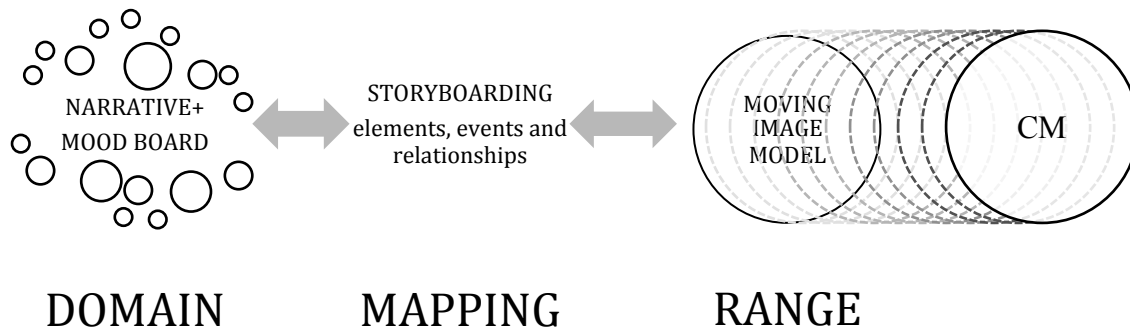 NARRATIVE+
MOOD BOARD
STORYBOARDING
elements, events and
relationships
MOVING
IMAGE
MODEL
CM
DOMAIN
MAPPING
RANGE